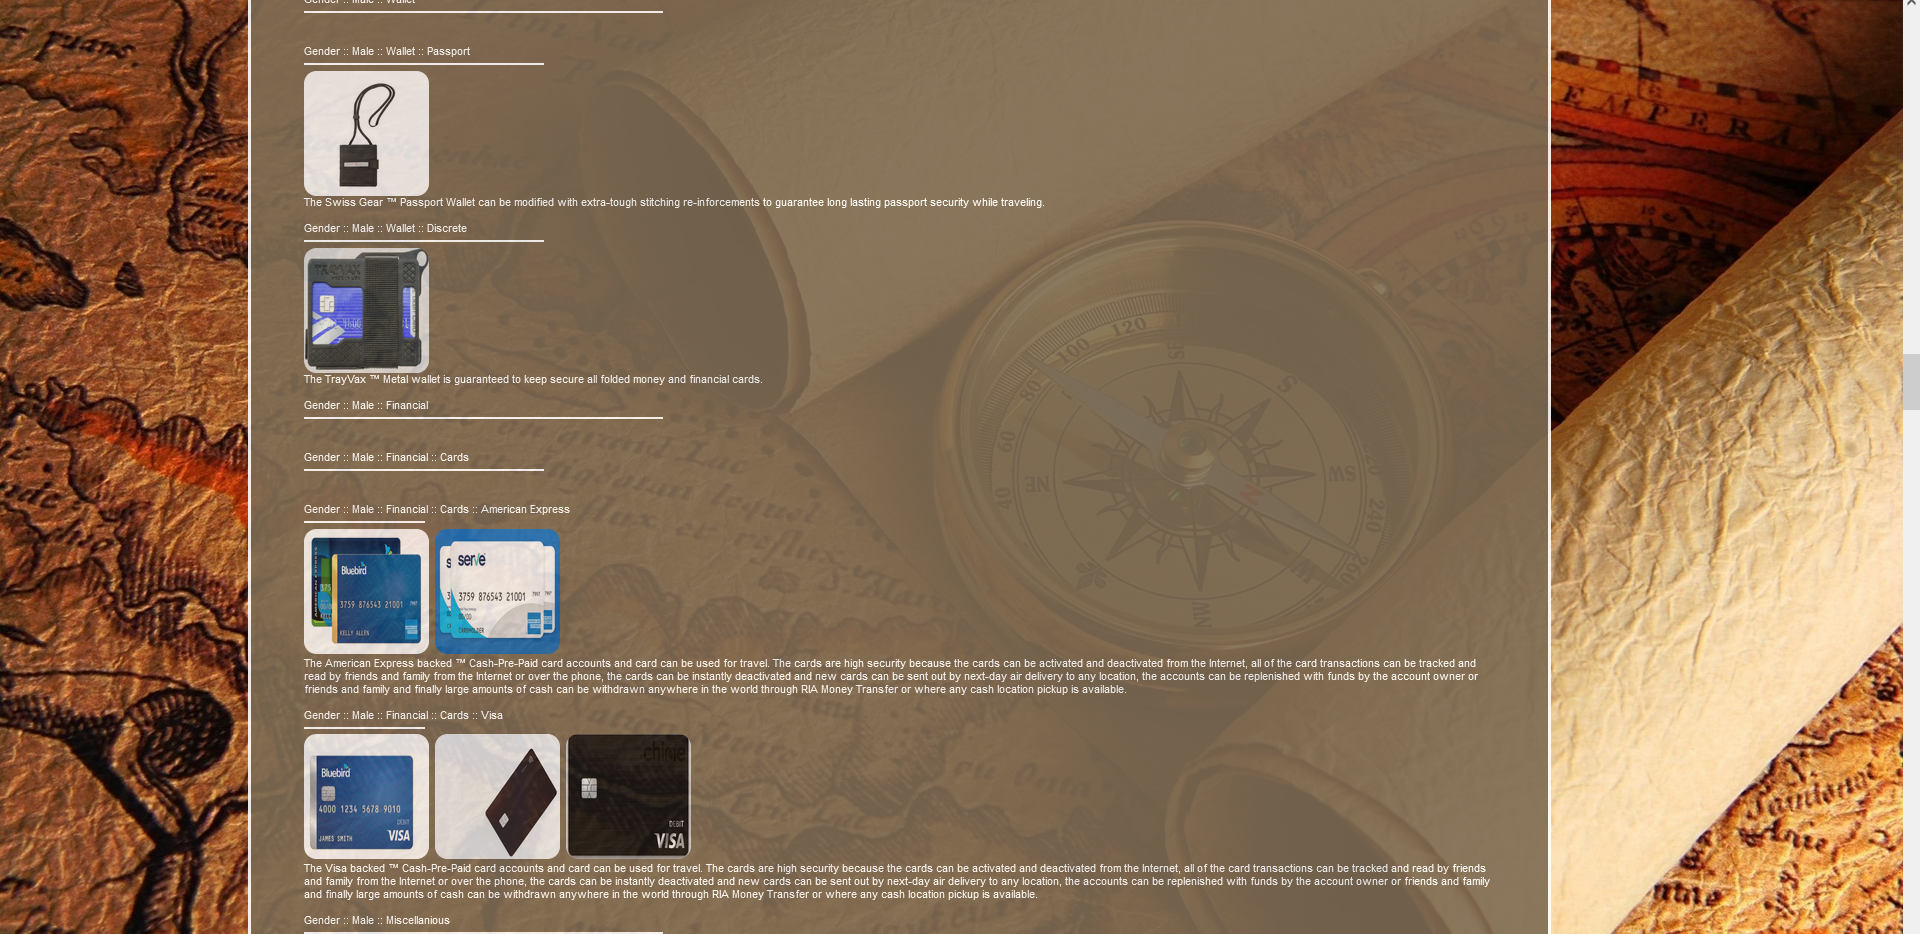 Gender :: Male :: Wallet
Gender :: Male :: Wallet :: Passport
The Swiss Gear ™ Passport Wallet can be modified with extra-tough stitching re-inforcements to guarantee long lasting passport security while traveling.
Gender :: Male :: Wallet :: Discrete
TRAYVAX
The TrayVax ™ Metal wallet is guaranteed to keep secure all folded money and financial cards.
Gender :: Male :: Financial
Gender :: Male :: Financial :: Cards
Gender :: Male :: Financial :: Cards :: American Express
Bluebird
3759 876543 21001
KELLY ALLEN
serve
3759 876543 21001
CARDHOLDER
The American Express backed ™ Cash-Pre-Paid card accounts and card can be used for travel. The cards are high security because the cards can be activated and deactivated from the Internet, all of the card transactions can be tracked and
read by friends and family from the Internet or over the phone, the cards can be instantly deactivated and new cards can be sent out by next-day air delivery to any location, the accounts can be replenished with funds by the account owner or
friends and family and finally large amounts of cash can be withdrawn anywhere in the world through RIA Money Transfer or where any cash location pickup is available.
Gender :: Male :: Financial :: Cards :: Visa
Bluebird
4000 1234 5678 9010
DEBIT
JAMES SMITH
VISA
chime
DEBIT
VISA
The Visa backed ™ Cash-Pre-Paid card accounts and card can be used for travel. The cards are high security because the cards can be activated and deactivated from the Internet, all of the card transactions can be tracked and read by friends
and family from the Internet or over the phone, the cards can be instantly deactivated and new cards can be sent out by next-day air delivery to any location, the accounts can be replenished with funds by the account owner or friends and family
and finally large amounts of cash can be withdrawn anywhere in the world through RIA Money Transfer or where any cash location pickup is available.
Gender :: Male :: Miscellanious
TEMPERA
120
100
80
60
40
NE
SE
S
SW
NW
220
240
260